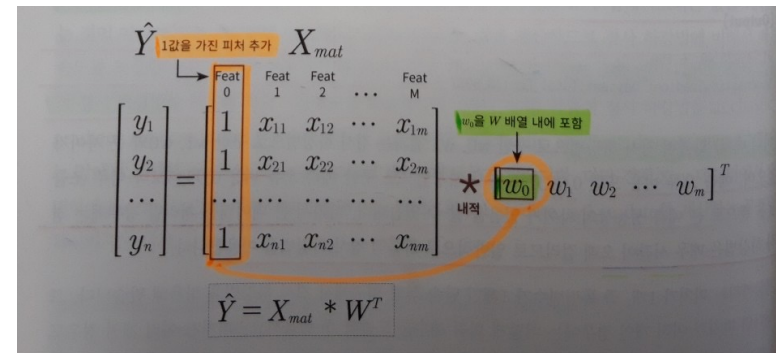 Ŷ 1값을 가진 피처 추가 X_mat
Feat 0 Feat 1 Feat 2 ⋯ Feat M
y₁ 1 x₁₁ x₁₂ ⋯ x₁ₘ
w₀을 W 배열 내에 포함
y₂ = 1 x₂₁ x₂₂ ⋯ x₂ₘ * 내적 [w₀ w₁ w₂ ⋯ wₘ]ᵀ
⋯ ⋯ ⋯ ⋯ ⋯ ⋯
yₙ 1 xₙ₁ xₙ₂ ⋯ xₙₘ
Ŷ = X_mat * Wᵀ